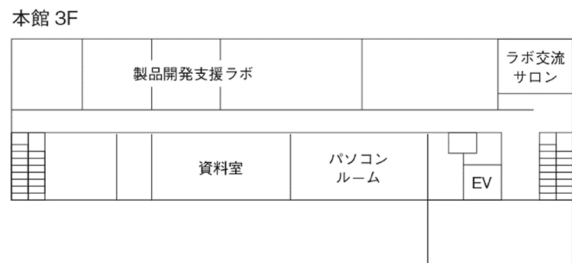 本館 3F
製品開発支援ラボ
ラボ交流
サロン
資料室
パソコン
ルーム
EV